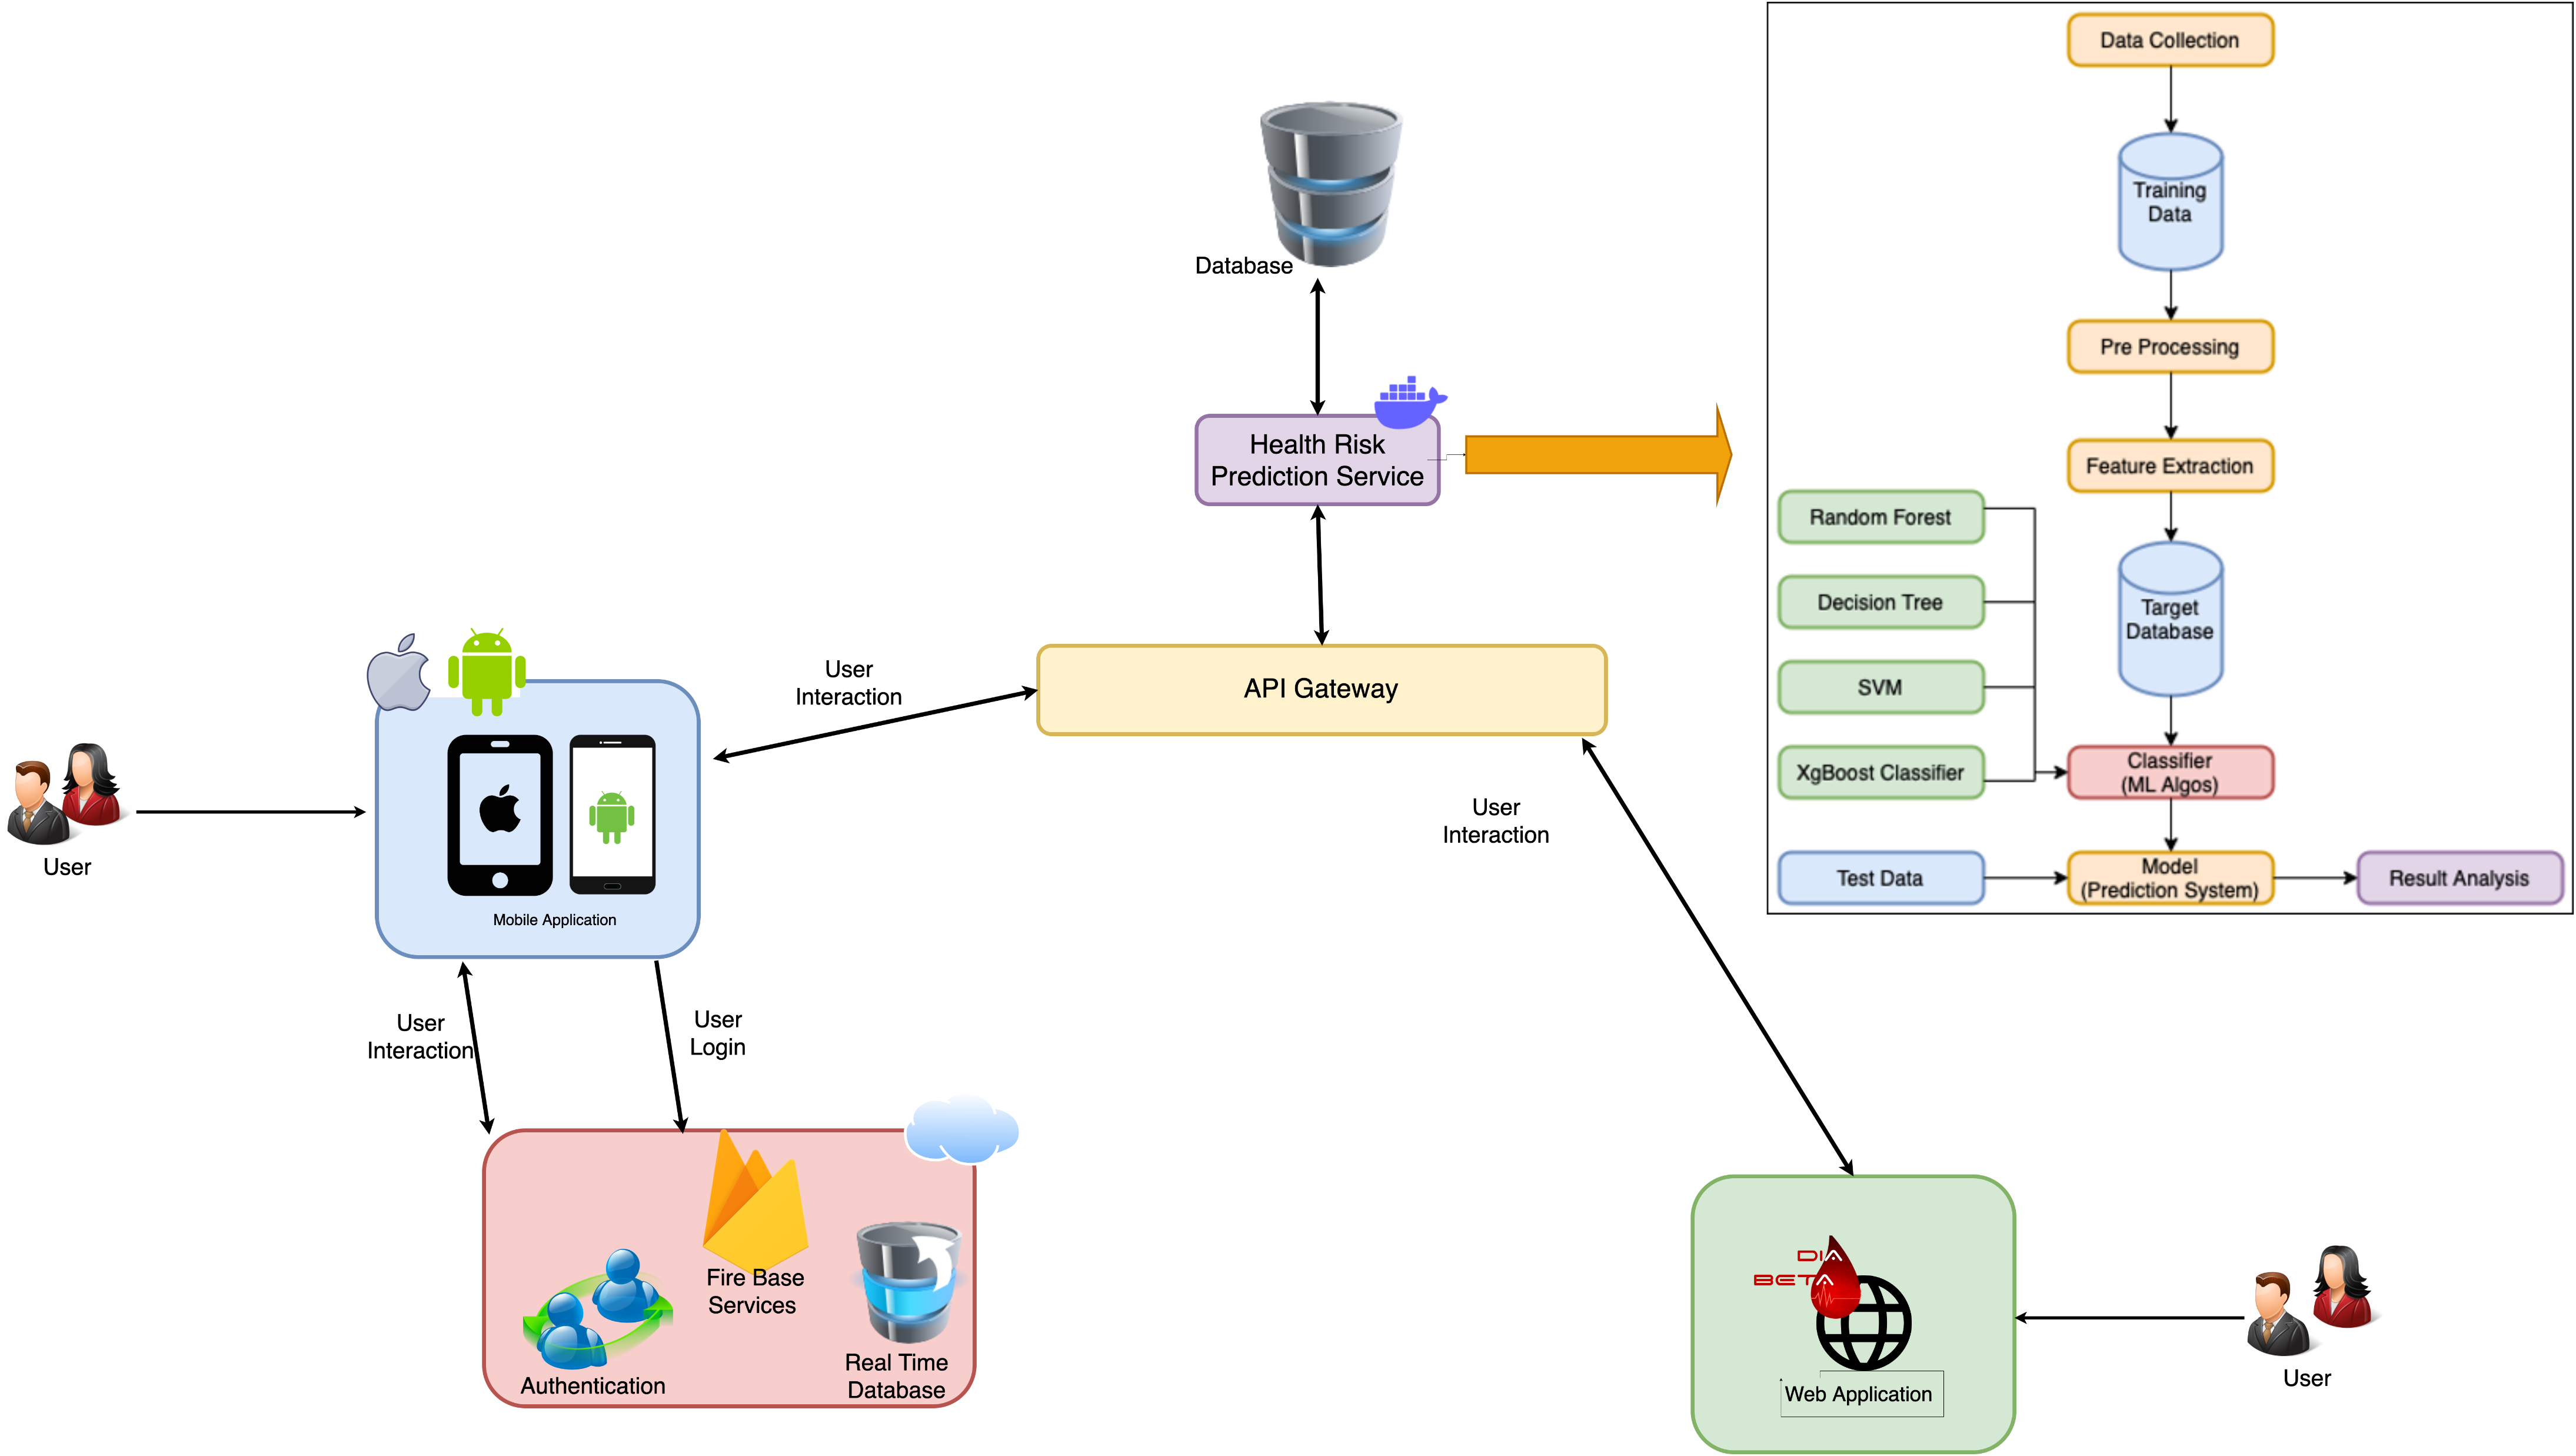 Data Collection
Training
Data
Pre Processing
Feature Extraction
Random Forest
Decision Tree
SVM
XgBoost Classifier
Target
Database
Classifier
(ML Algos)
Test Data
Model
(Prediction System)
Result Analysis
Database
Health Risk
Prediction Service
API Gateway
User
Interaction
User
Interaction
User
Mobile Application
User
Interaction
User
Login
Fire Base
Services
Authentication
Real Time
Database
DIA
BETA
Web Application
User